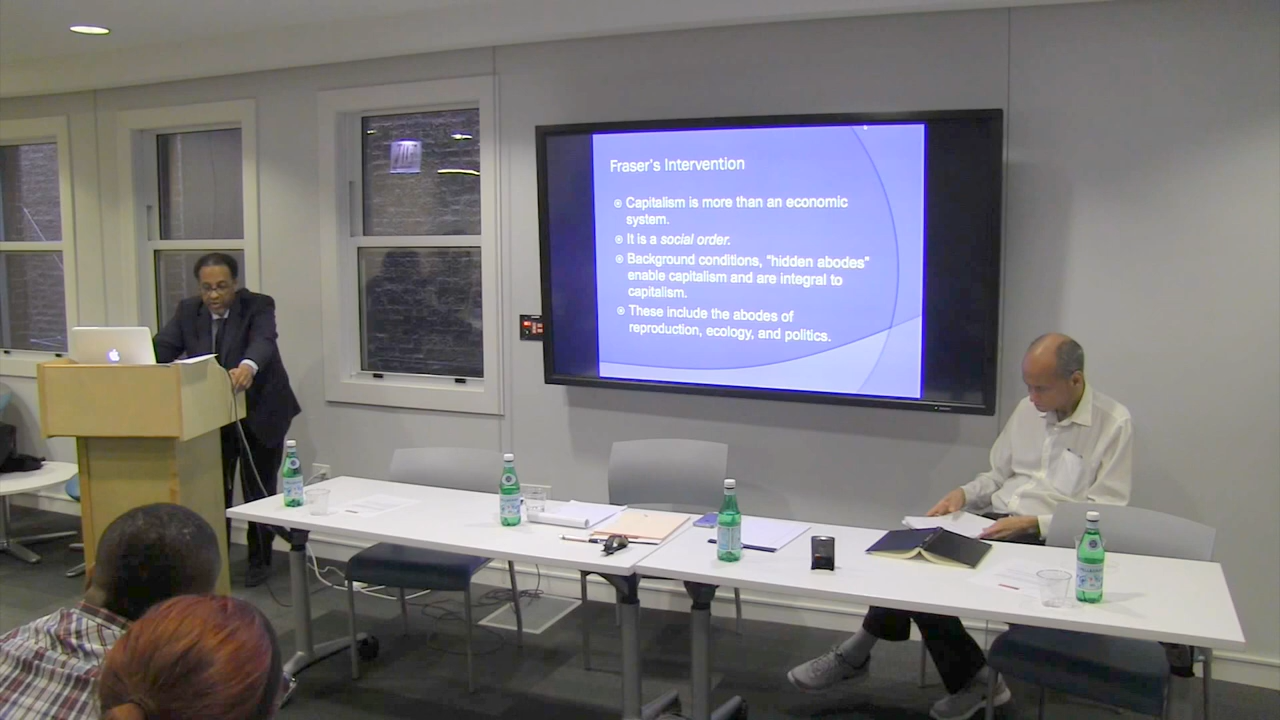 Fraser's Intervention
Capitalism is more than an economic
system.
It is a social order.
Background conditions, "hidden abodes"
enable capitalism and are integral to
capitalism.
These include the abodes of
reproduction, ecology, and politics.